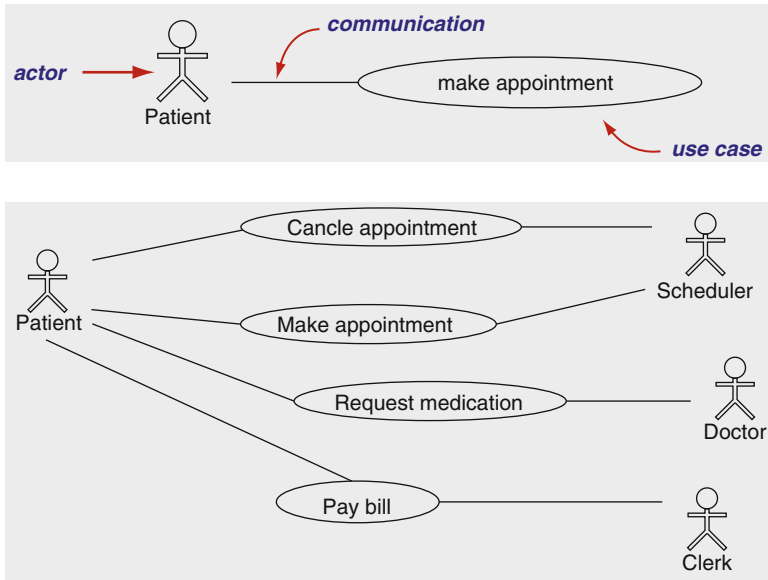 communication
actor
make appointment
Patient
use case
Cancle appointment
Scheduler
Patient
Make appointment
Request medication
Doctor
Pay bill
Clerk